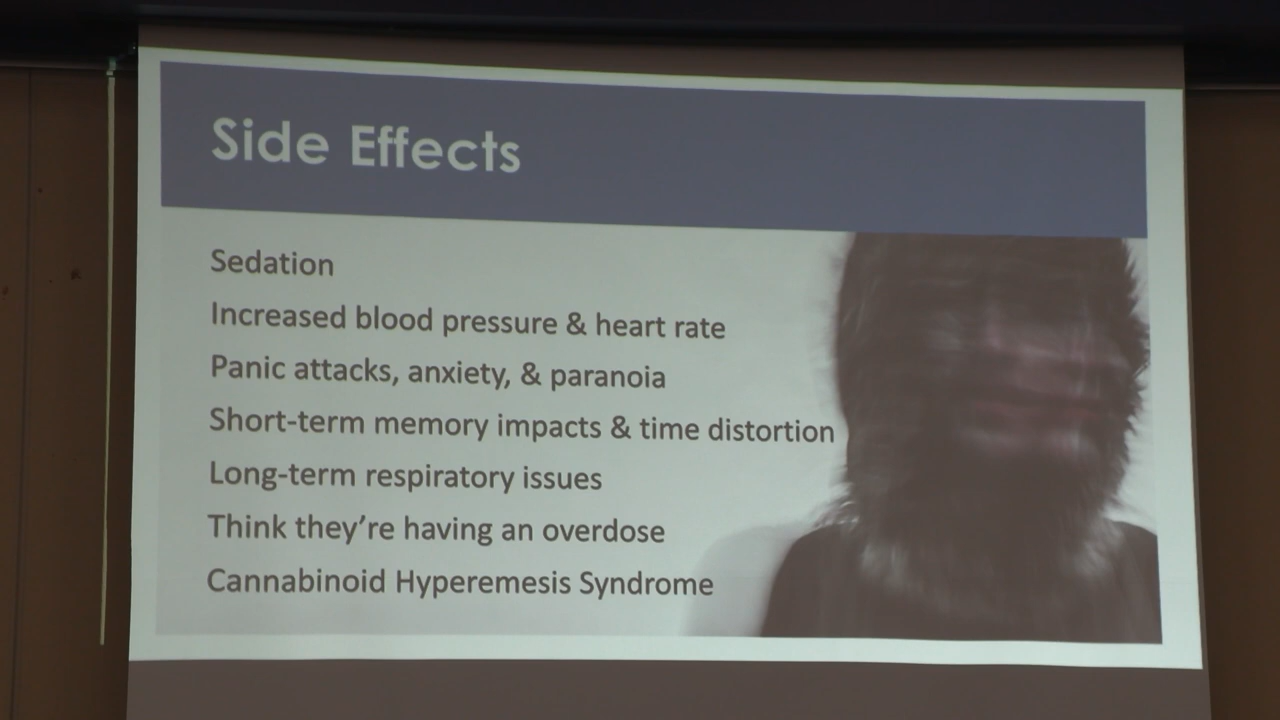 Side Effects
Sedation
Increased blood pressure & heart rate
Panic attacks, anxiety, & paranoia
Short-term memory impacts & time distortion
Long-term respiratory issues
Think they’re having an overdose
Cannabinoid Hyperemesis Syndrome